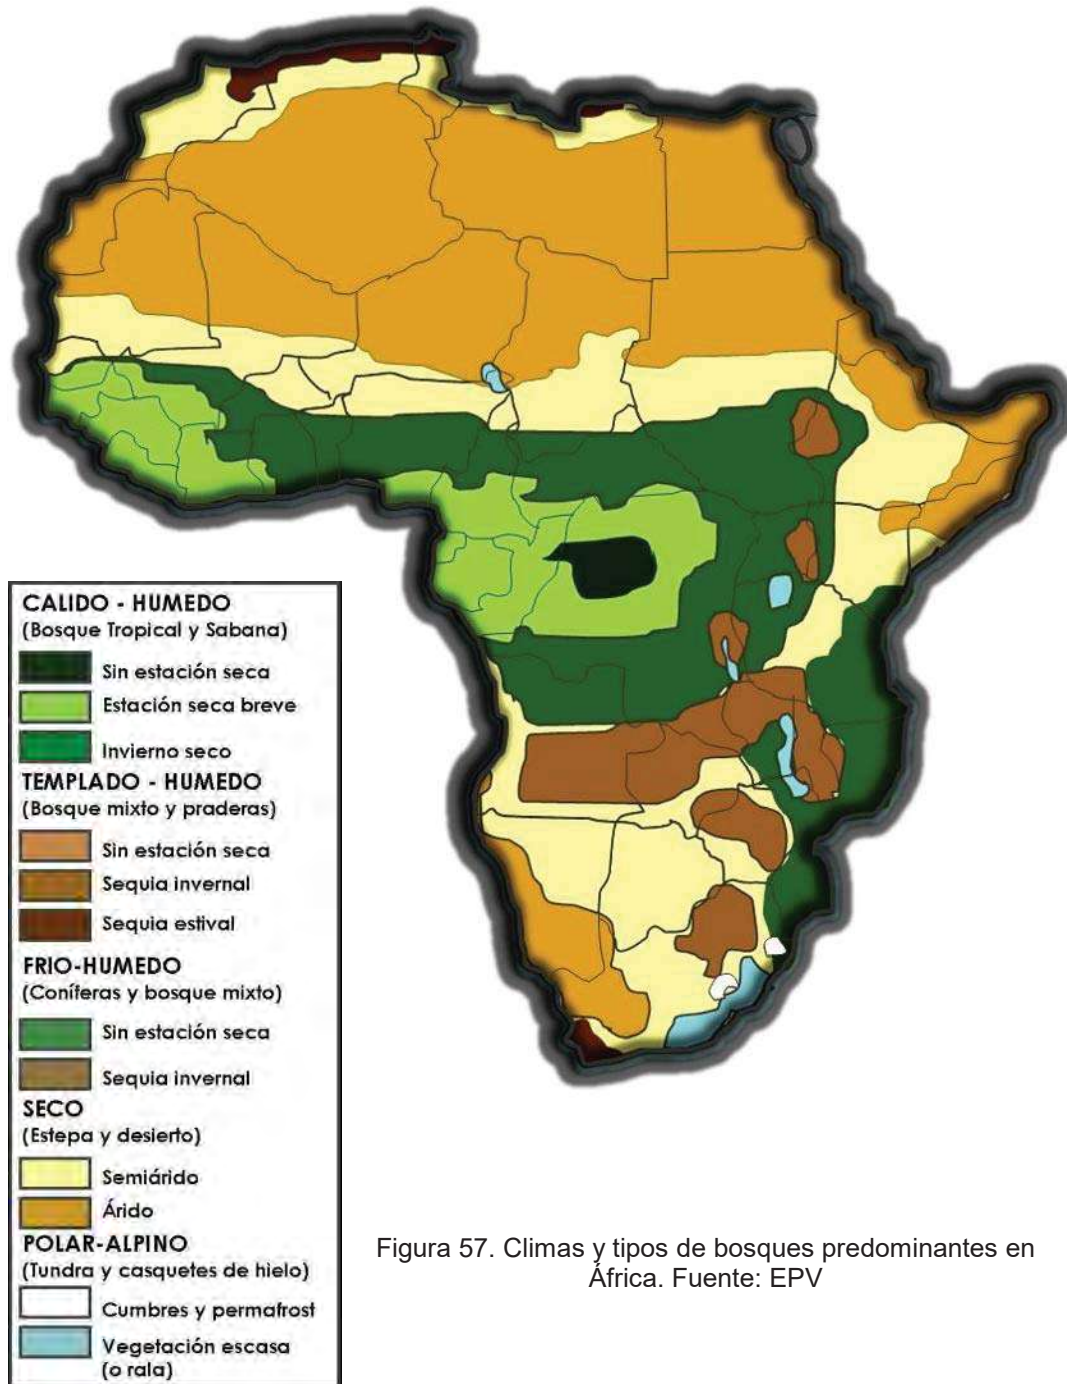 CALIDO - HUMEDO
(Bosque Tropical y Sabana)
Sin estación seca
Estación seca breve
Invierno seco
TEMPLADO - HUMEDO
(Bosque mixto y praderas)
Sin estación seca
Sequia invernal
Sequia estival
FRIO-HUMEDO
(Coníferas y bosque mixto)
Sin estación seca
Sequia invernal
SECO
(Estepa y desierto)
Semiárido
Árido
POLAR-ALPINO
(Tundra y casquetes de hielo)
Cumbres y permafrost
Vegetación escasa
(o rala)
Figura 57. Climas y tipos de bosques predominantes en
África. Fuente: EPV